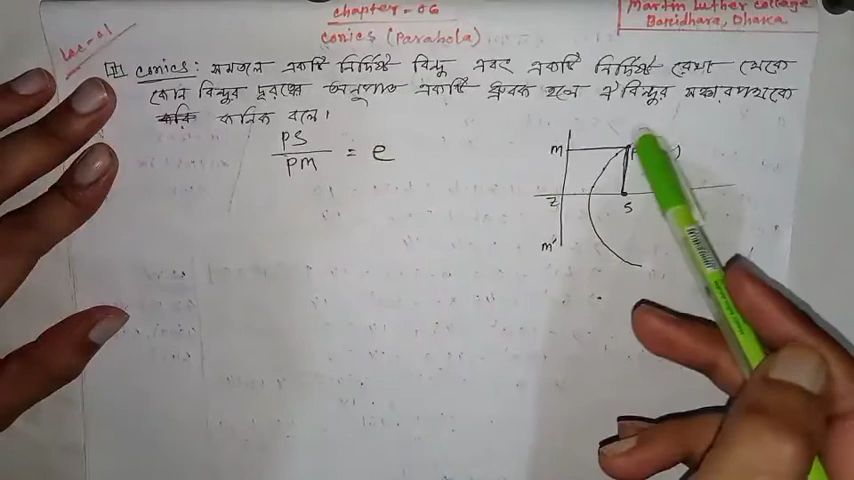 Lec-01
chapter-06
Conics (Parabola)
Martin Luther College
Baridhara, Dhaka
# Conics: সমতলে একটি নির্দিষ্ট বিন্দু এবং একটি নির্দিষ্ট রেখা থেকে
কোন বিন্দুর দূরত্বের অনুপাত একটি ধ্রুবক হলে ঐ বিন্দুর সঞ্চারপথকে
কনিক বলে।
PS
PM
= e
M
P
Z
S
M'